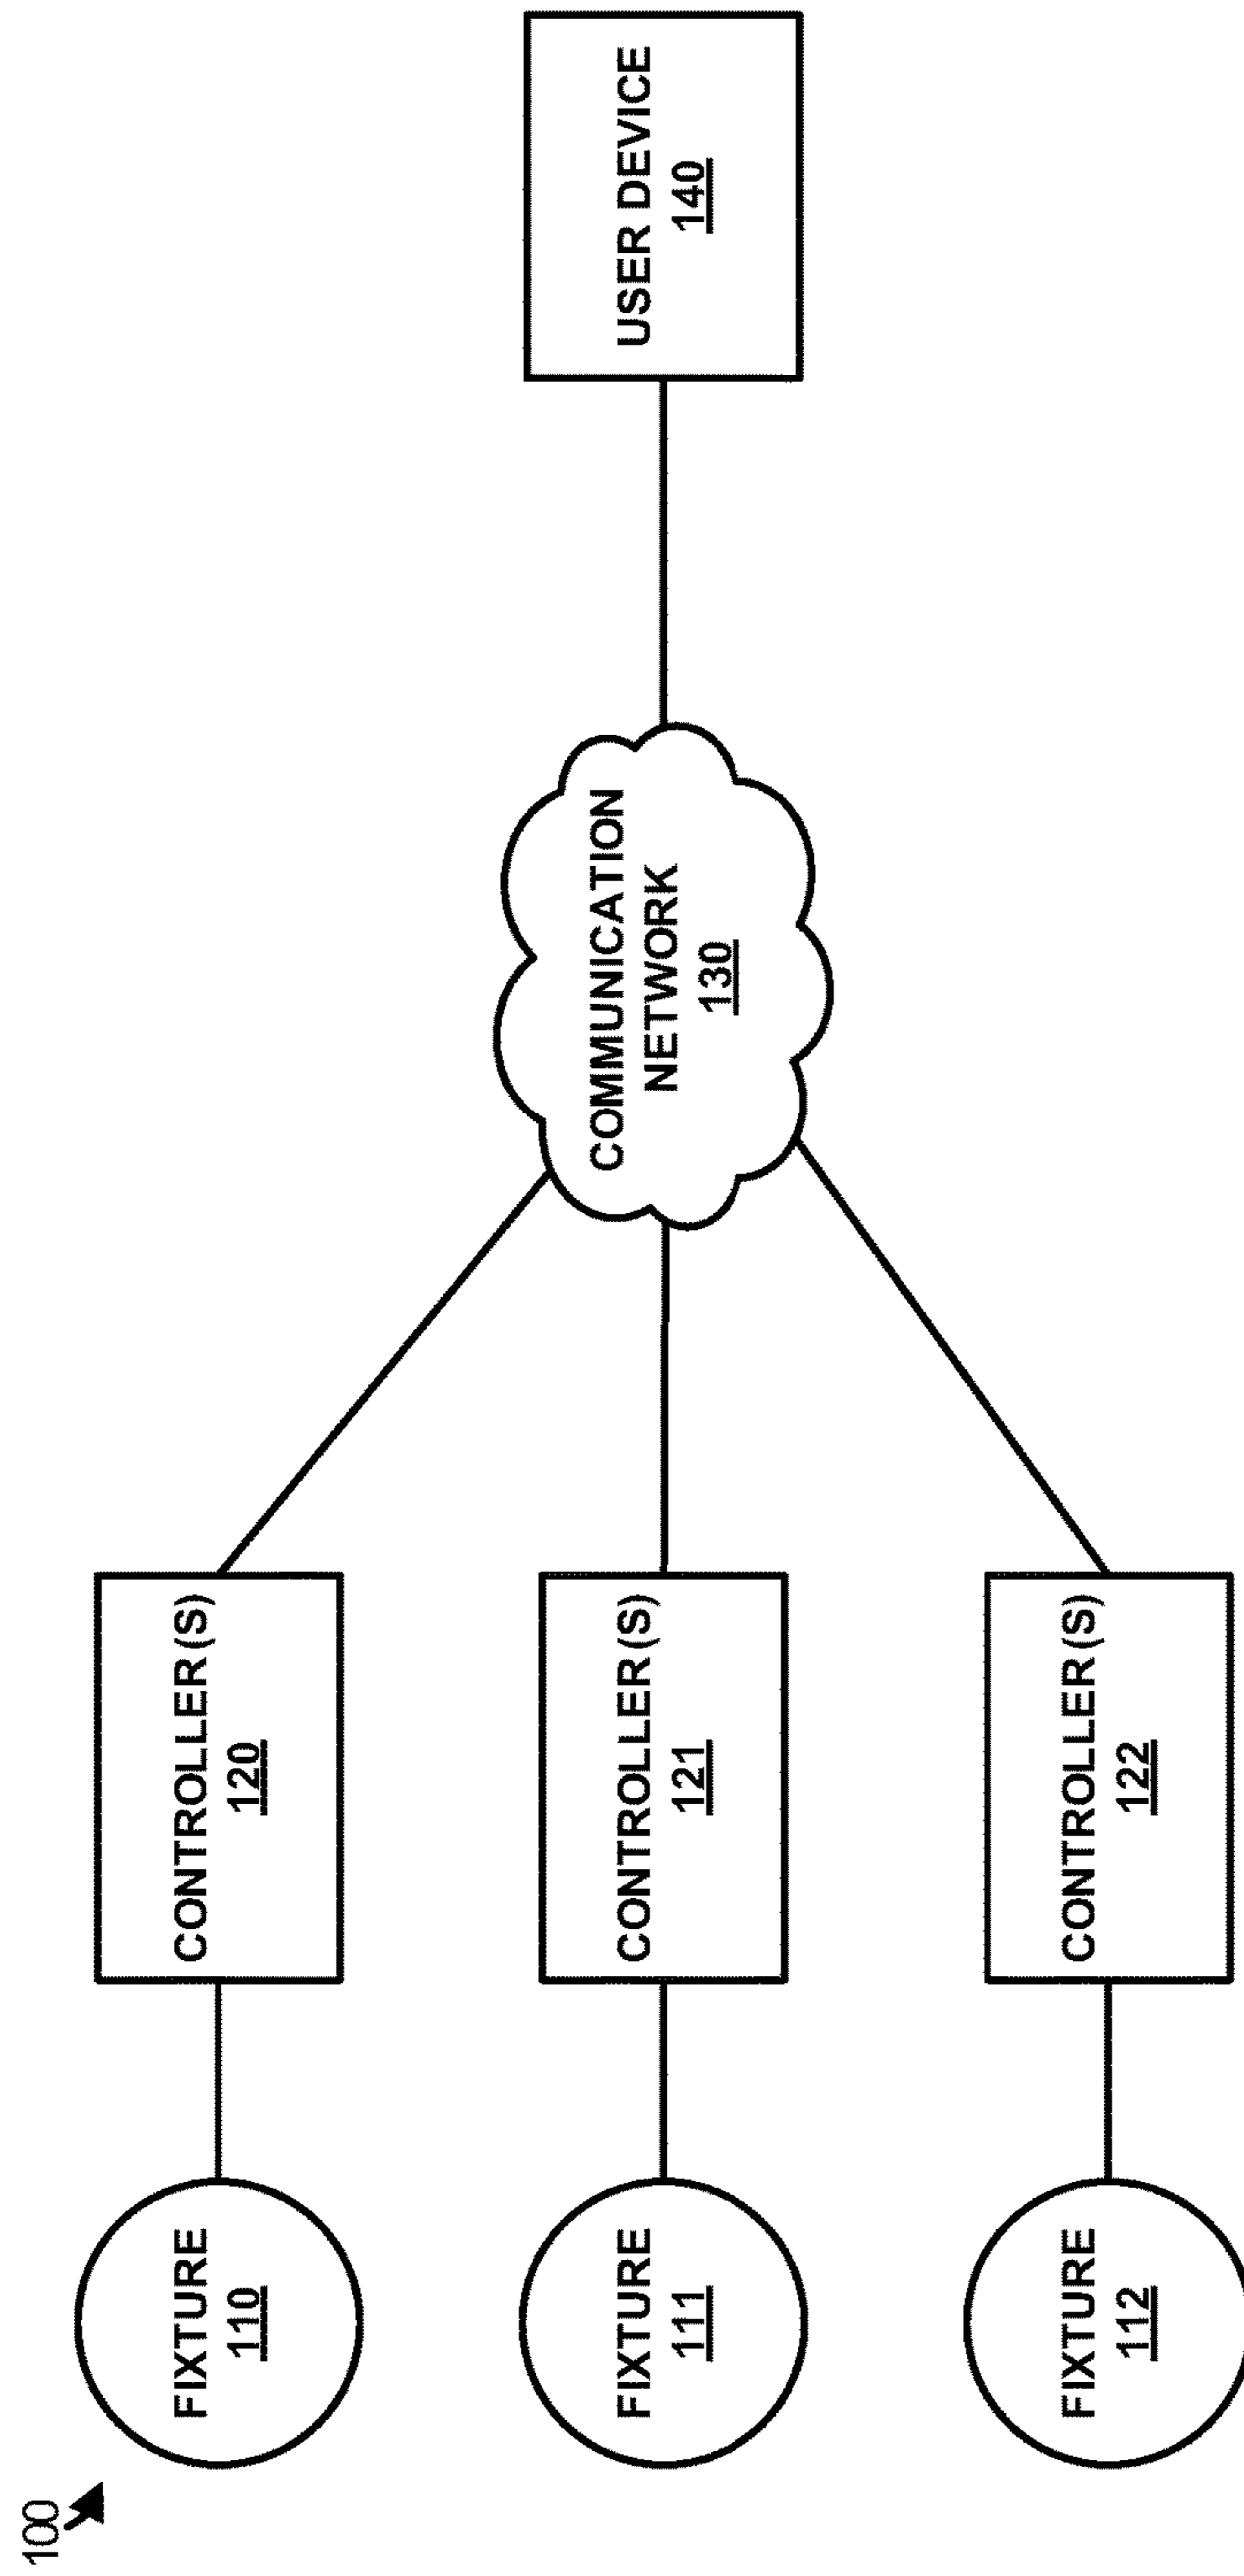 100
FIXTURE
110
CONTROLLER(S)
120
FIXTURE
111
CONTROLLER(S)
121
FIXTURE
112
CONTROLLER(S)
122
COMMUNICATION
NETWORK
130
USER DEVICE
140